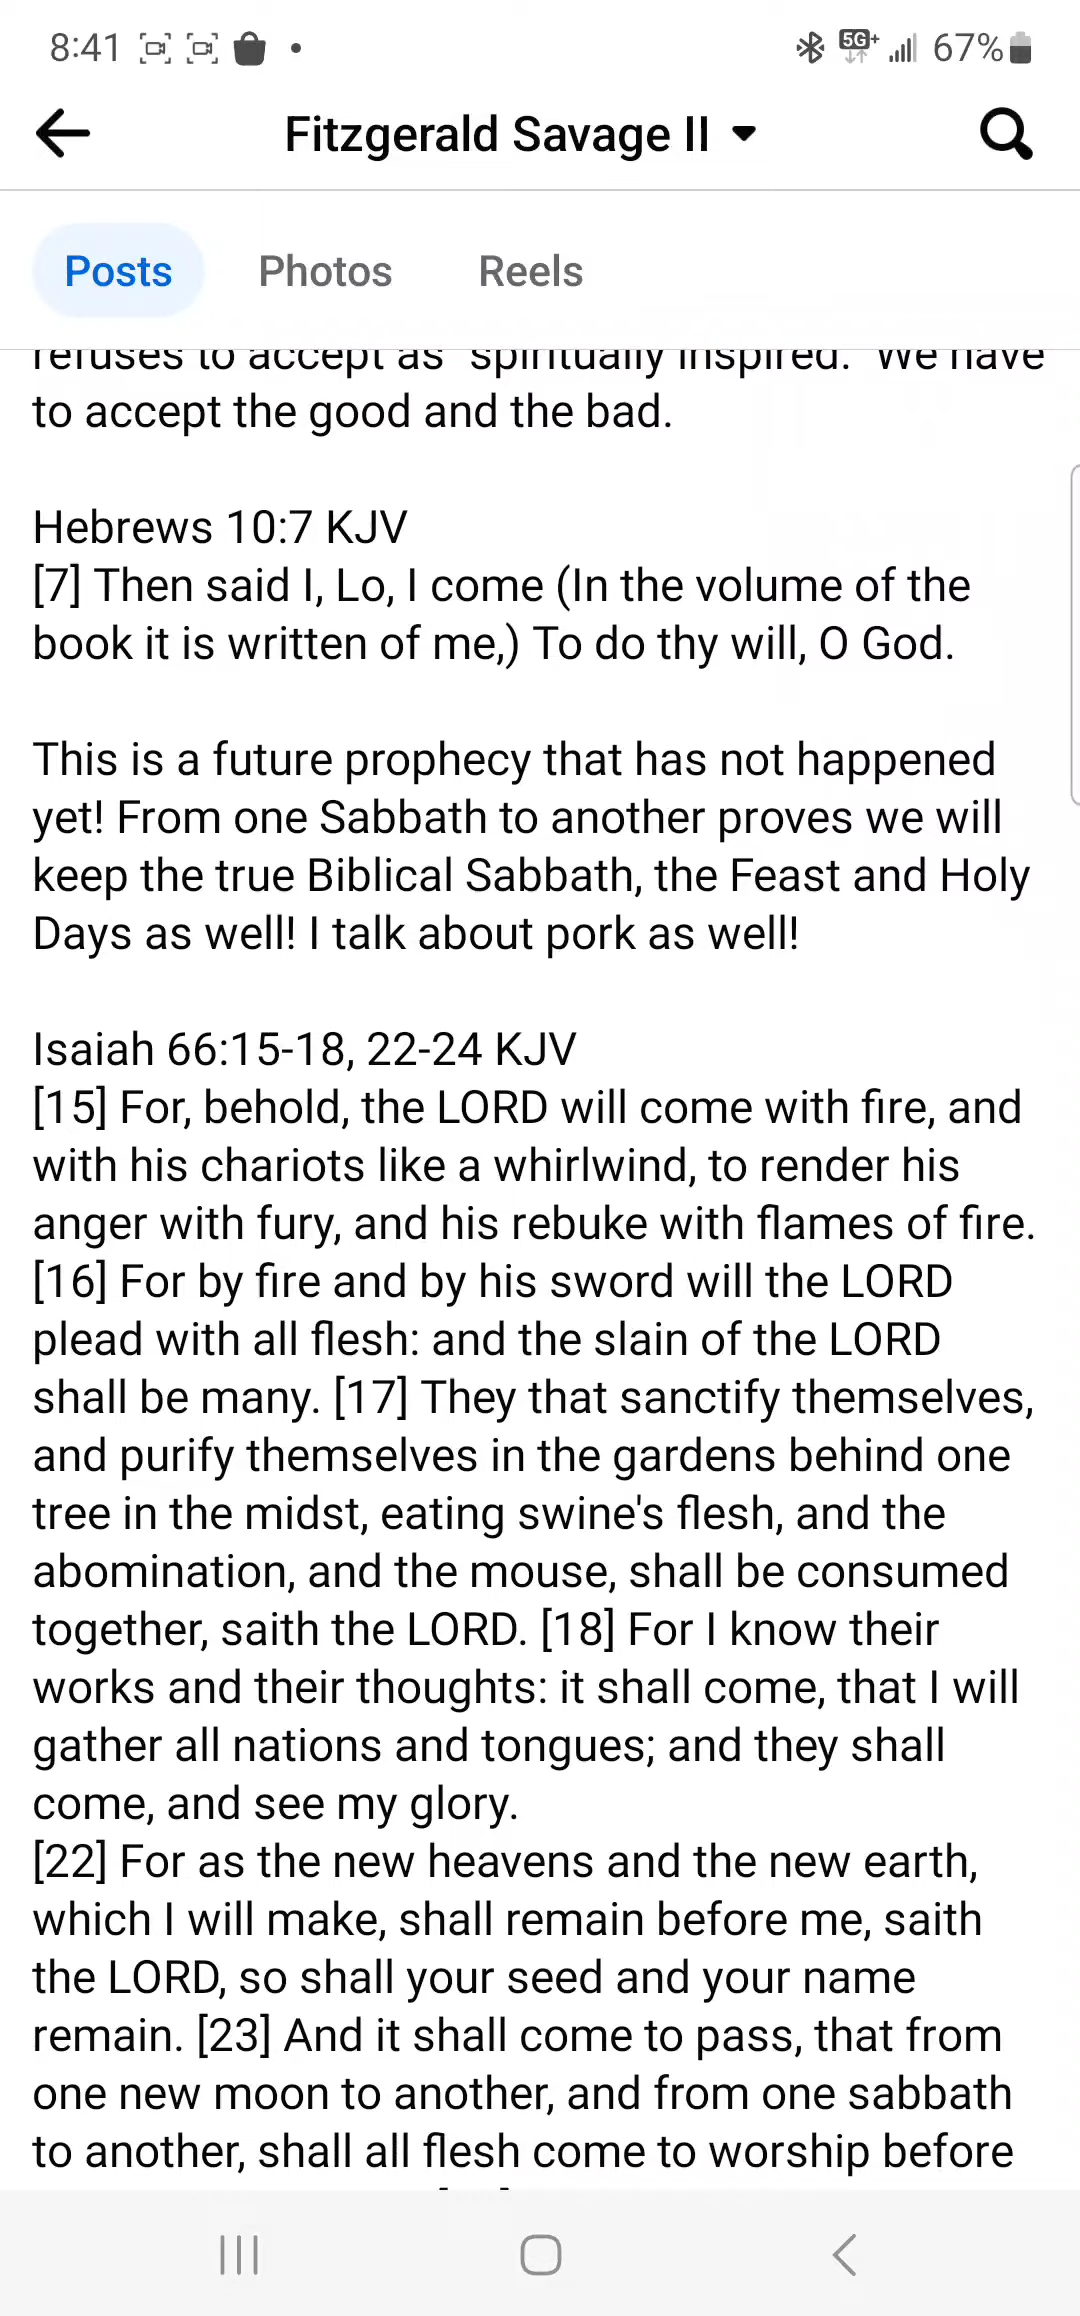 8:41
5G+
67%
Fitzgerald Savage II
Posts Photos Reels
refuses to accept as "spiritually inspired." We have
to accept the good and the bad.
Hebrews 10:7 KJV
[7] Then said I, Lo, I come (In the volume of the
book it is written of me,) To do thy will, O God.
This is a future prophecy that has not happened
yet! From one Sabbath to another proves we will
keep the true Biblical Sabbath, the Feast and Holy
Days as well! I talk about pork as well!
Isaiah 66:15-18, 22-24 KJV
[15] For, behold, the LORD will come with fire, and
with his chariots like a whirlwind, to render his
anger with fury, and his rebuke with flames of fire.
[16] For by fire and by his sword will the LORD
plead with all flesh: and the slain of the LORD
shall be many. [17] They that sanctify themselves,
and purify themselves in the gardens behind one
tree in the midst, eating swine's flesh, and the
abomination, and the mouse, shall be consumed
together, saith the LORD. [18] For I know their
works and their thoughts: it shall come, that I will
gather all nations and tongues; and they shall
come, and see my glory.
[22] For as the new heavens and the new earth,
which I will make, shall remain before me, saith
the LORD, so shall your seed and your name
remain. [23] And it shall come to pass, that from
one new moon to another, and from one sabbath
to another, shall all flesh come to worship before